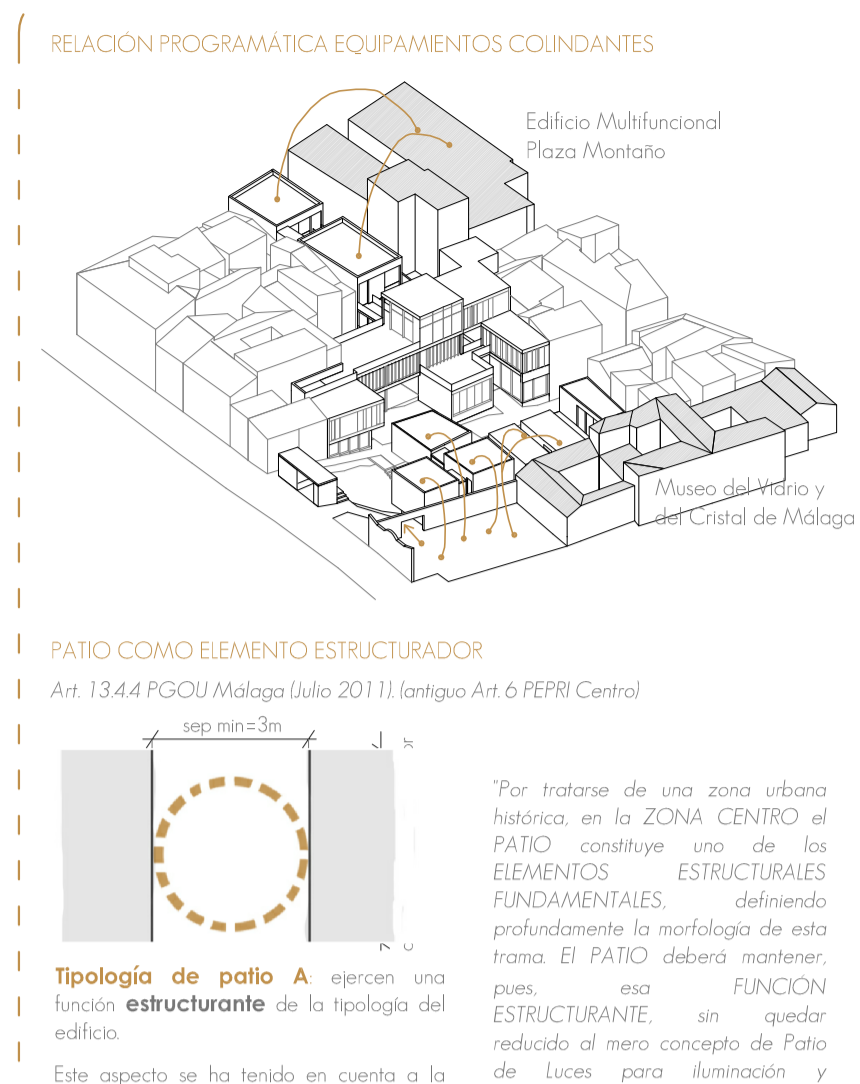 RELACIÓN PROGRAMÁTICA EQUIPAMIENTOS COLINDANTES
Edificio Multifuncional
Plaza Montaño
Museo del Vidrio y
del Cristal de Málaga
PATIO COMO ELEMENTO ESTRUCTURADOR
Art. 13.4.4 PGOU Málaga (Julio 2011). (antiguo Art. 6 PEPRI Centro)
sep min=3m
Tipología de patio A: ejercen una
función estructurante de la tipología del
edificio.
Este aspecto se ha tenido en cuenta a la
"Por tratarse de una zona urbana
histórica, en la ZONA CENTRO el
PATIO constituye uno de los
ELEMENTOS ESTRUCTURALES
FUNDAMENTALES, definiendo
profundamente la morfología de esta
trama. El PATIO deberá mantener,
pues, esa FUNCIÓN
ESTRUCTURANTE, sin quedar
reducido al mero concepto de Patio
de Luces para iluminación y